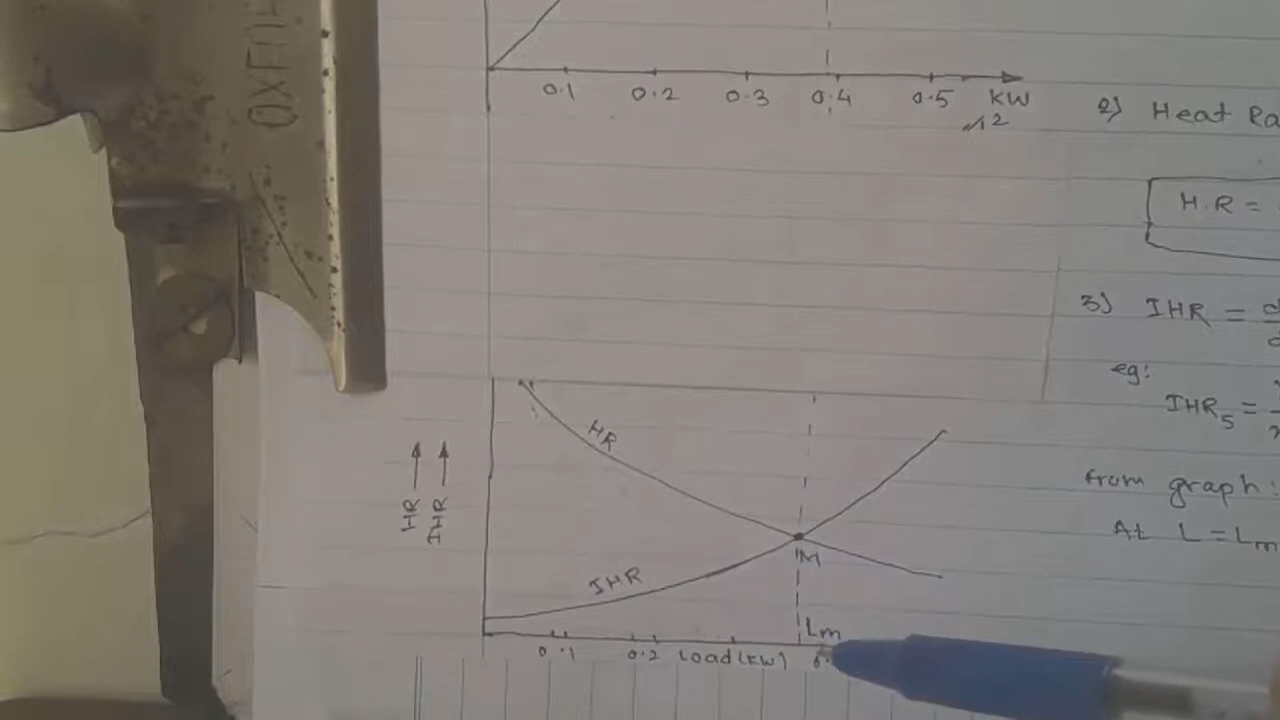 OXFO
0.1 0.2 0.3 0.4 0.5 KW
2) Heat Ra
H.R =
3) IHR = d
eg:
IHR5 =
HR
HR
IHR
from graph:
At L = Lm
M
IHR
Lm
0.1 0.2 Load (KW)